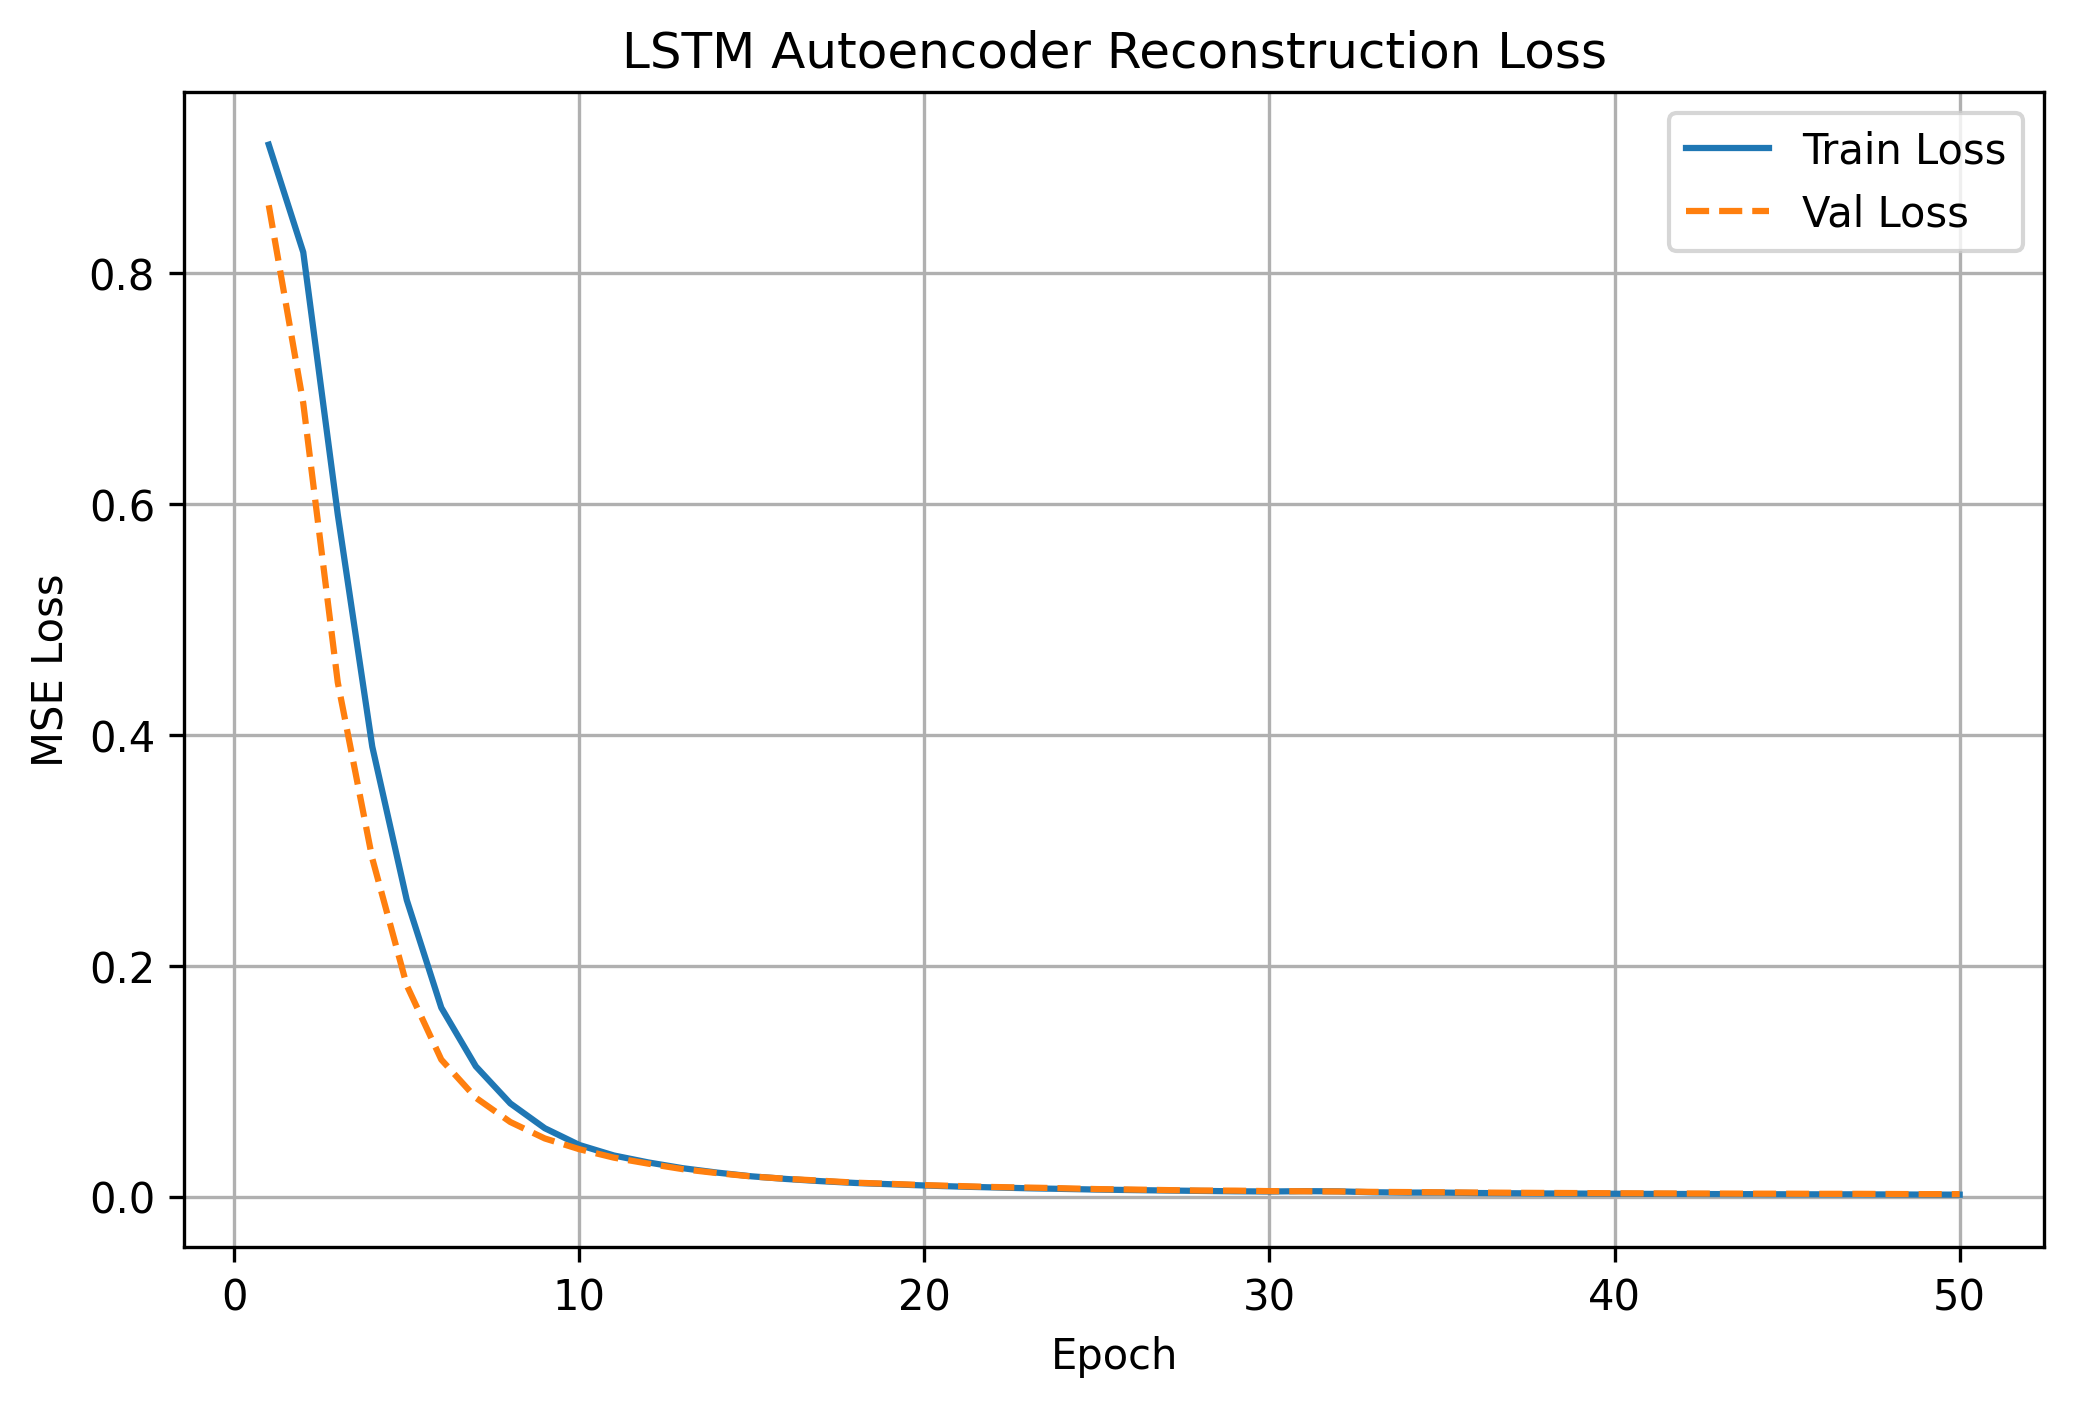 LSTM Autoencoder Reconstruction Loss
Train Loss
Val Loss
MSE Loss
0.8
0.6
0.4
0.2
0.0
0 10 20 30 40 50
Epoch